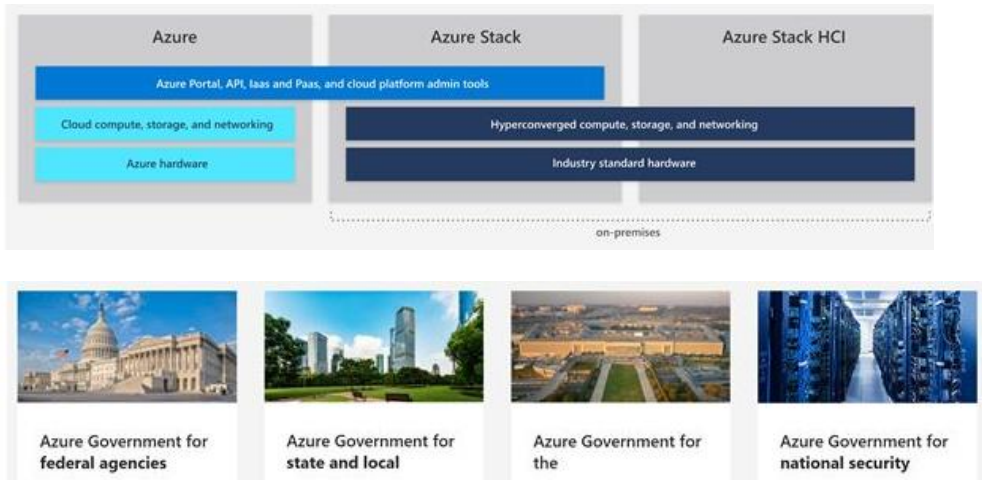 Azure
Azure Stack
Azure Stack HCI
Azure Portal, API, Iaas and Paas, and cloud platform admin tools
Cloud compute, storage, and networking
Hyperconverged compute, storage, and networking
Azure hardware
Industry standard hardware
on-premises
Azure Government for
federal agencies
Azure Government for
state and local
Azure Government for
the
Azure Government for
national security